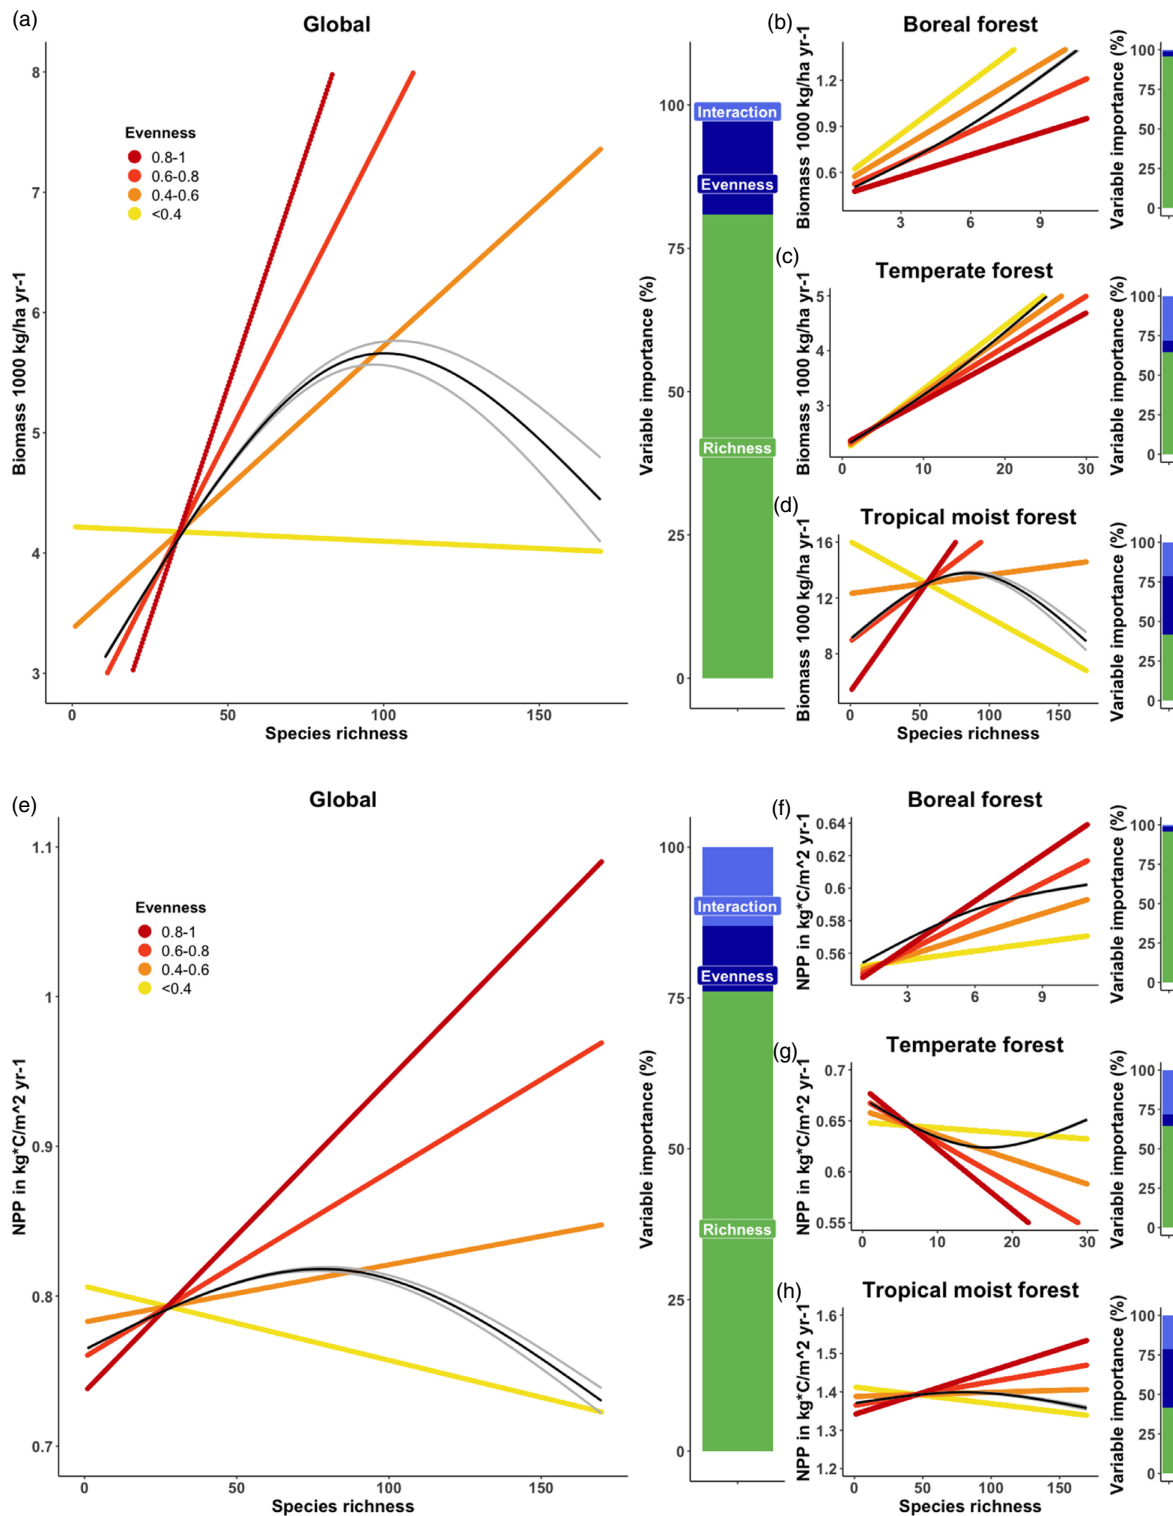 (a)
Global
Biomass 1000 kg/ha yr-1
8
7
6
5
4
3
Evenness
0.8-1
0.6-0.8
0.4-0.6
<0.4
0
50
100
150
Species richness
Variable importance (%)
100
75
50
25
0
Interaction
Evenness
Richness
(b)
Boreal forest
Biomass 1000 kg/ha yr-1
1.2
0.9
0.6
3
6
9
Variable importance (%)
100
75
50
25
0
(c)
Temperate forest
Biomass 1000 kg/ha yr-1
5
4
3
0
10
20
30
Variable importance (%)
100
75
50
25
0
(d)
Tropical moist forest
Biomass 1000 kg/ha yr-1
16
12
8
0
50
100
150
Species richness
Variable importance (%)
100
75
50
25
0
(e)
Global
NPP in kg*C/m^2 yr-1
1.1
1
0.9
0.8
0.7
Evenness
0.8-1
0.6-0.8
0.4-0.6
<0.4
0
50
100
150
Species richness
Variable importance (%)
100
75
50
25
0
Interaction
Evenness
Richness
(f)
Boreal forest
NPP in kg*C/m^2 yr-1
0.64
0.62
0.6
0.58
0.56
3
6
9
Variable importance (%)
100
75
50
25
0
(g)
Temperate forest
NPP in kg*C/m^2 yr-1
0.7
0.65
0.6
0.55
0
10
20
30
Variable importance (%)
100
75
50
25
0
(h)
Tropical moist forest
NPP in kg*C/m^2 yr-1
1.6
1.5
1.4
1.3
1.2
0
50
100
150
Species richness
Variable importance (%)
100
75
50
25
0